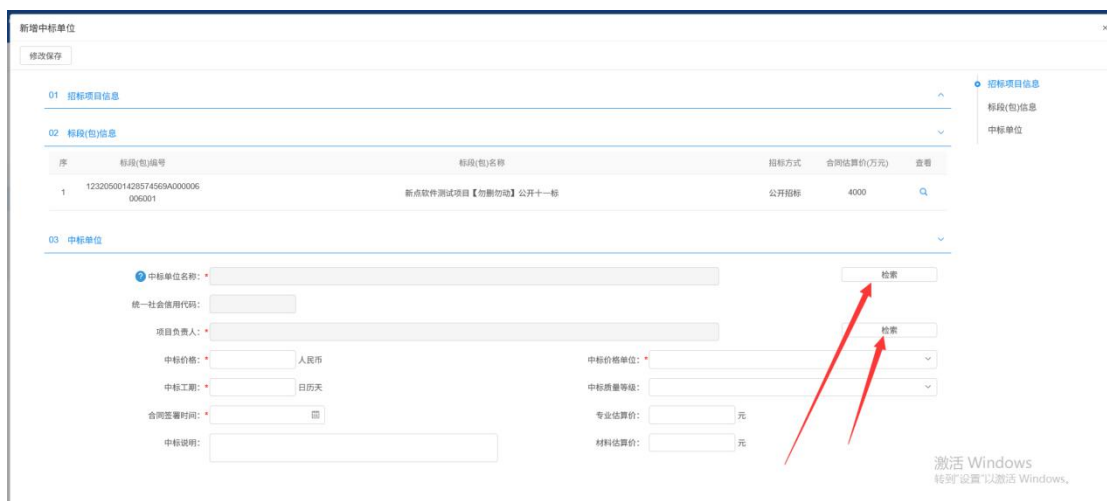 新增中标单位
×
修改保存
01 招标项目信息
招标项目信息
标段(包)信息
中标单位
02 标段(包)信息
序 标段(包)编号 标段(包)名称 招标方式 合同估算价(万元) 查看
1 123205001428574569A000006006001 新点软件测试项目【勿删勿动】公开十一标 公开招标 4000
03 中标单位
? 中标单位名称: * 检索
统一社会信用代码:
项目负责人: * 检索
中标价格: * 人民币 中标价格单位: *
中标工期: * 日历天 中标质量等级:
合同签署时间: * 专业估算价: 元
中标说明: 材料估算价: 元
激活 Windows
转到"设置"以激活 Windows。